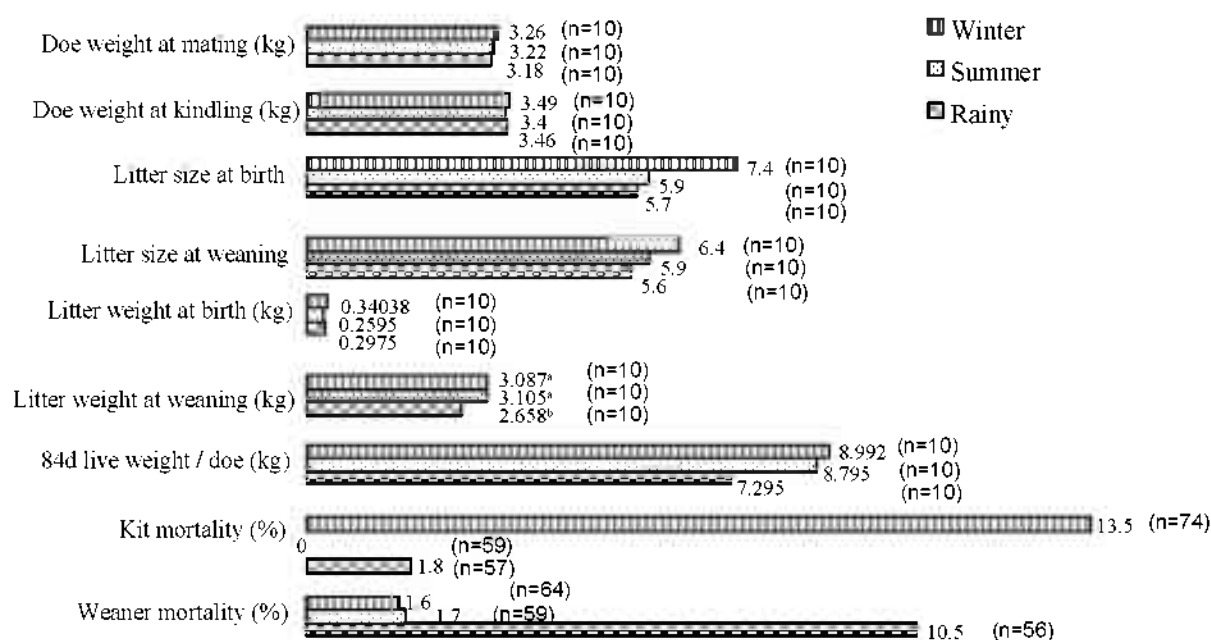 Doe weight at mating (kg)
3.26 (n=10)
3.22 (n=10)
3.18 (n=10)
Winter
Summer
Rainy
Doe weight at kindling (kg)
3.49 (n=10)
3.4 (n=10)
3.46 (n=10)
Litter size at birth
7.4 (n=10)
5.9 (n=10)
5.7 (n=10)
Litter size at weaning
6.4 (n=10)
5.9 (n=10)
5.6 (n=10)
Litter weight at birth (kg)
0.34038 (n=10)
0.2595 (n=10)
0.2975 (n=10)
Litter weight at weaning (kg)
3.087ᵃ (n=10)
3.105ᵃ (n=10)
2.658ᵇ (n=10)
84d live weight / doe (kg)
8.992 (n=10)
8.795 (n=10)
7.295 (n=10)
Kit mortality (%)
13.5 (n=74)
0 (n=59)
1.8 (n=57)
Weaner mortality (%)
1.6 (n=64)
1.7 (n=59)
10.5 (n=56)